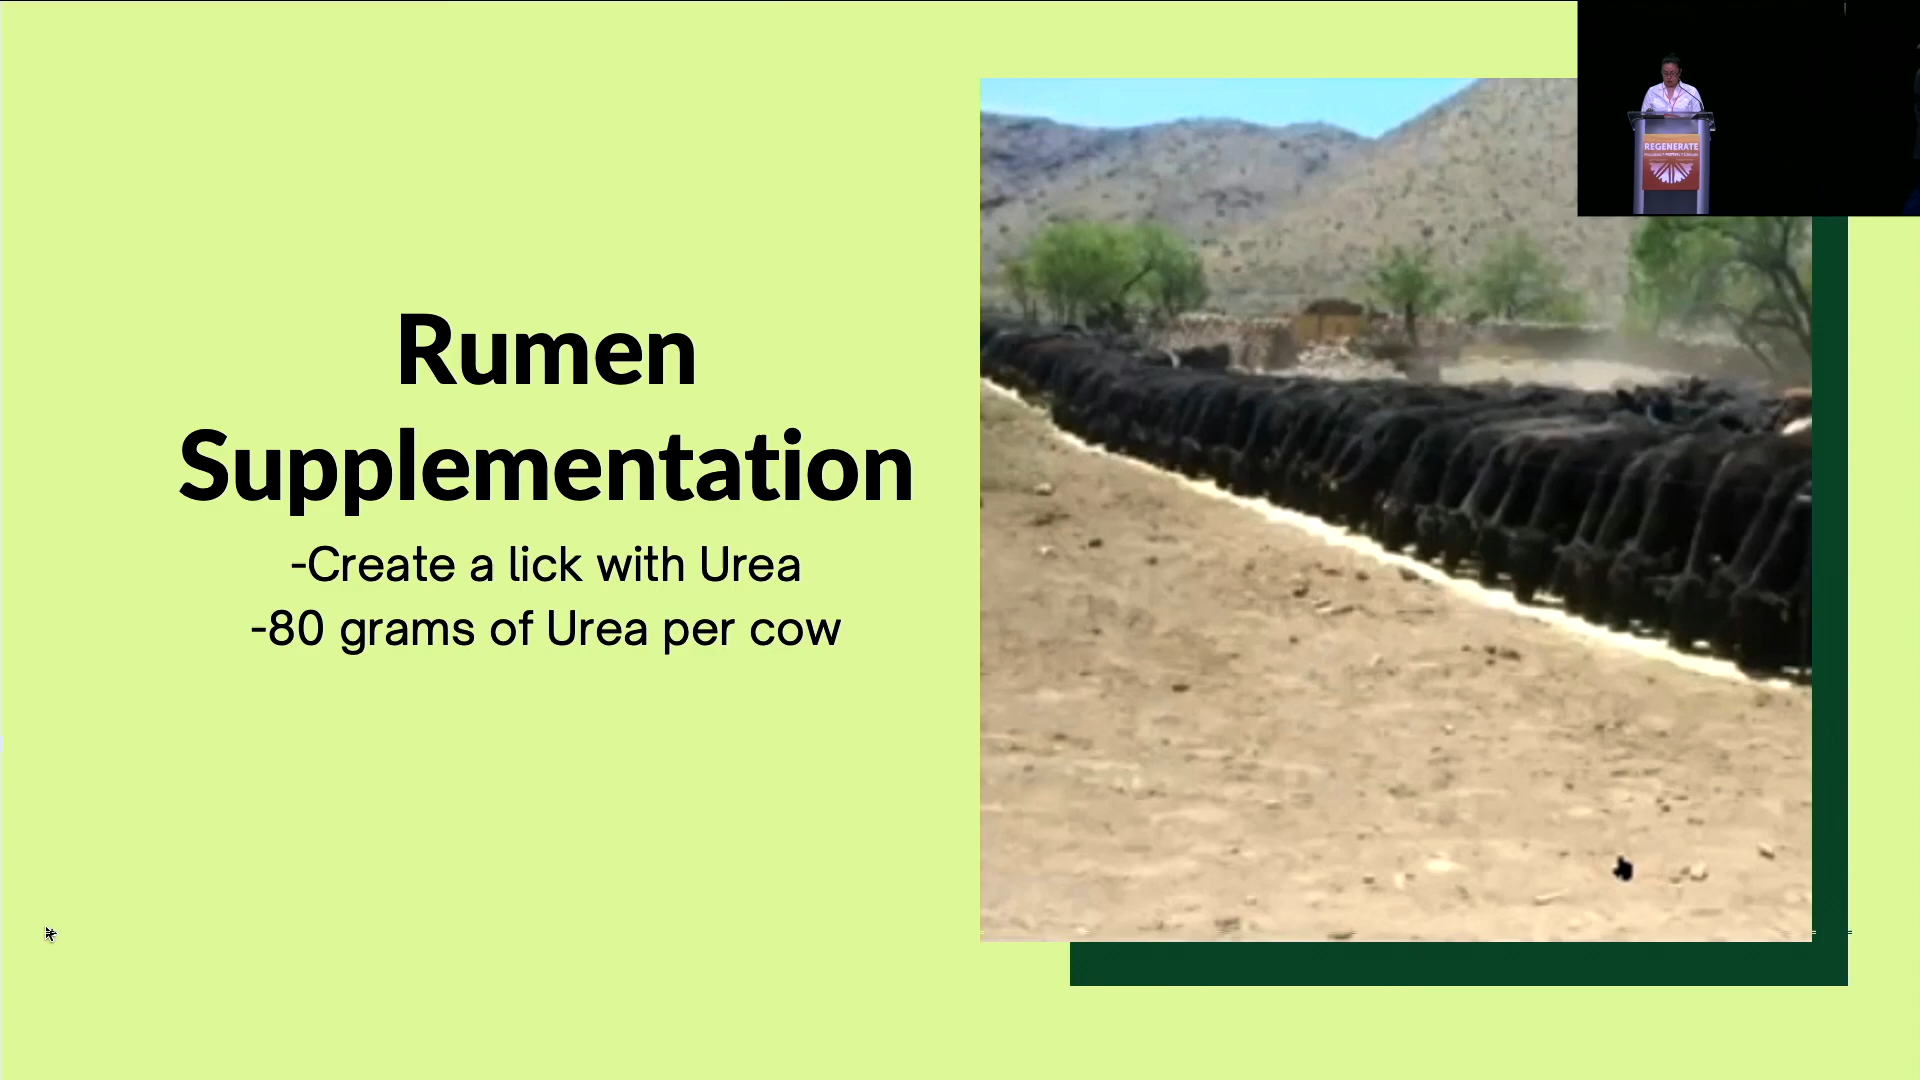 Rumen
Supplementation
-Create a lick with Urea
-80 grams of Urea per cow
REGENERATE